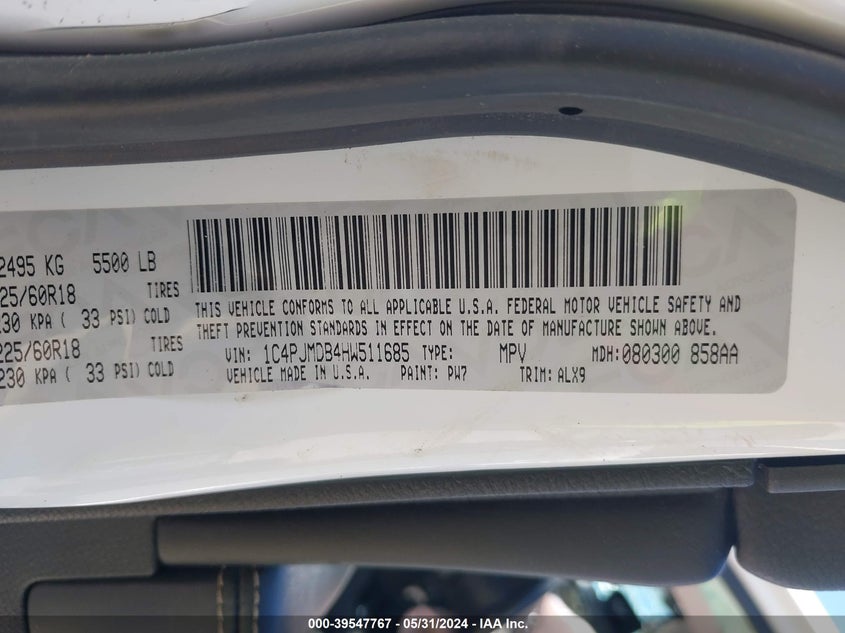 2495 KG 5500 LB
25/60R18 TIRES
230 KPA ( 33 PSI) COLD
225/60R18 TIRES
230 KPA ( 33 PSI) COLD
THIS VEHICLE CONFORMS TO ALL APPLICABLE U.S.A. FEDERAL MOTOR VEHICLE SAFETY AND
THEFT PREVENTION STANDARDS IN EFFECT ON THE DATE OF MANUFACTURE SHOWN ABOVE.
VIN: 1C4PJMDB4HW511685 TYPE: MPV MDH:080300 858AA
VEHICLE MADE IN U.S.A. PAINT: PW7 TRIM: ALX9
000-39547767 - 05/31/2024 - IAA Inc.